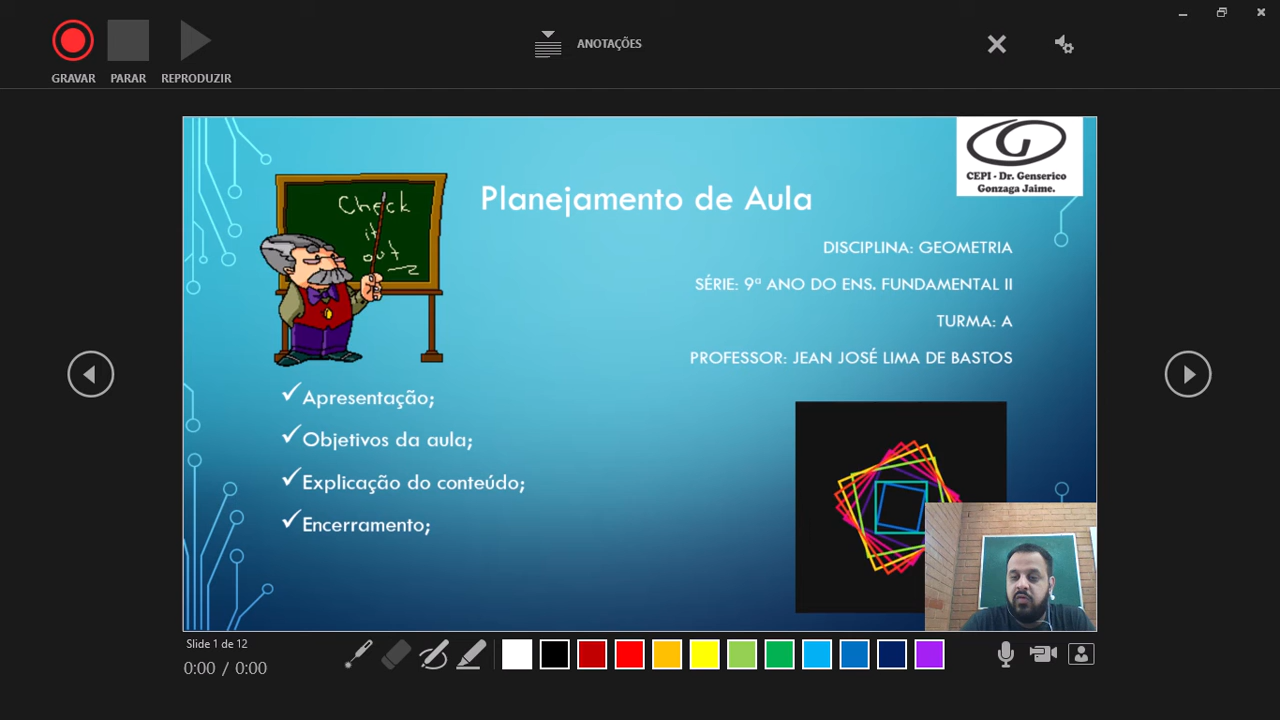 ANOTAÇÕES
GRAVAR
PARAR
REPRODUZIR
Check
it
out
Planejamento de Aula
CEPI - Dr. Genserico
Gonzaga Jaime.
DISCIPLINA: GEOMETRIA
SÉRIE: 9ª ANO DO ENS. FUNDAMENTAL II
TURMA: A
PROFESSOR: JEAN JOSÉ LIMA DE BASTOS
Apresentação;
Objetivos da aula;
Explicação do conteúdo;
Encerramento;
Slide 1 de 12
0:00 / 0:00